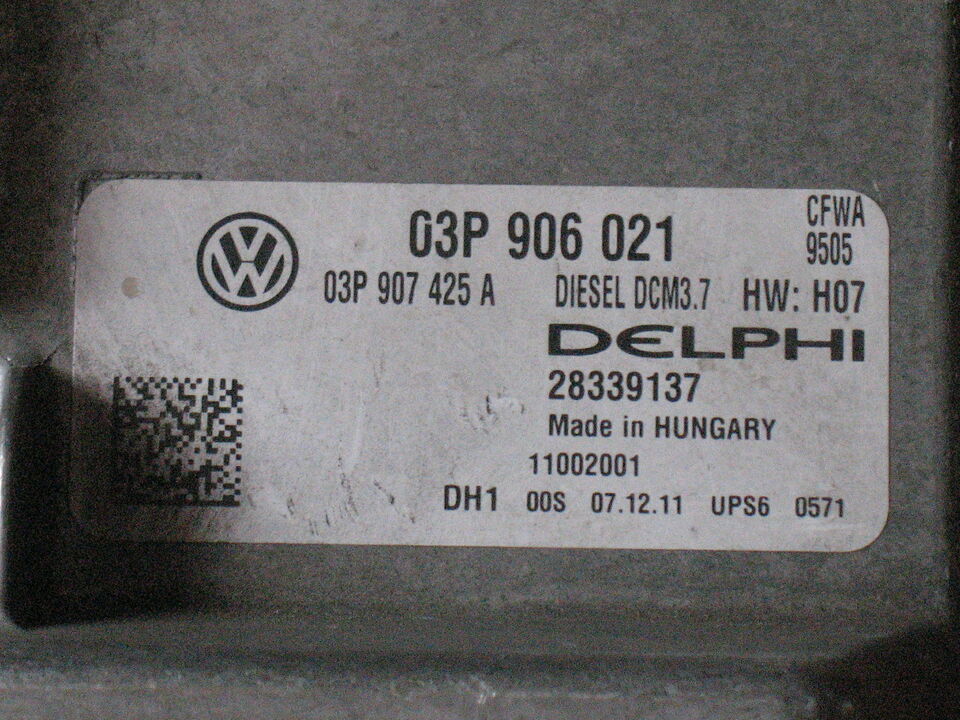 03P 906 021 CFWA
9505
03P 907 425 A DIESEL DCM3.7 HW: H07
DELPHI
28339137
Made in HUNGARY
11002001
DH1 00S 07.12.11 UPS6 0571